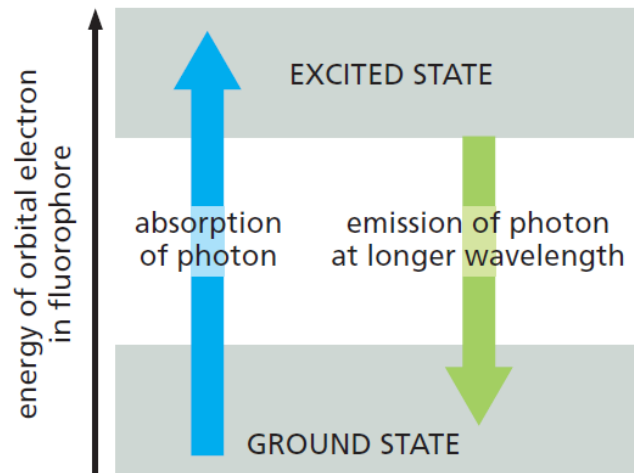 energy of orbital electron
in fluorophore
EXCITED STATE
absorption
of photon
emission of photon
at longer wavelength
GROUND STATE